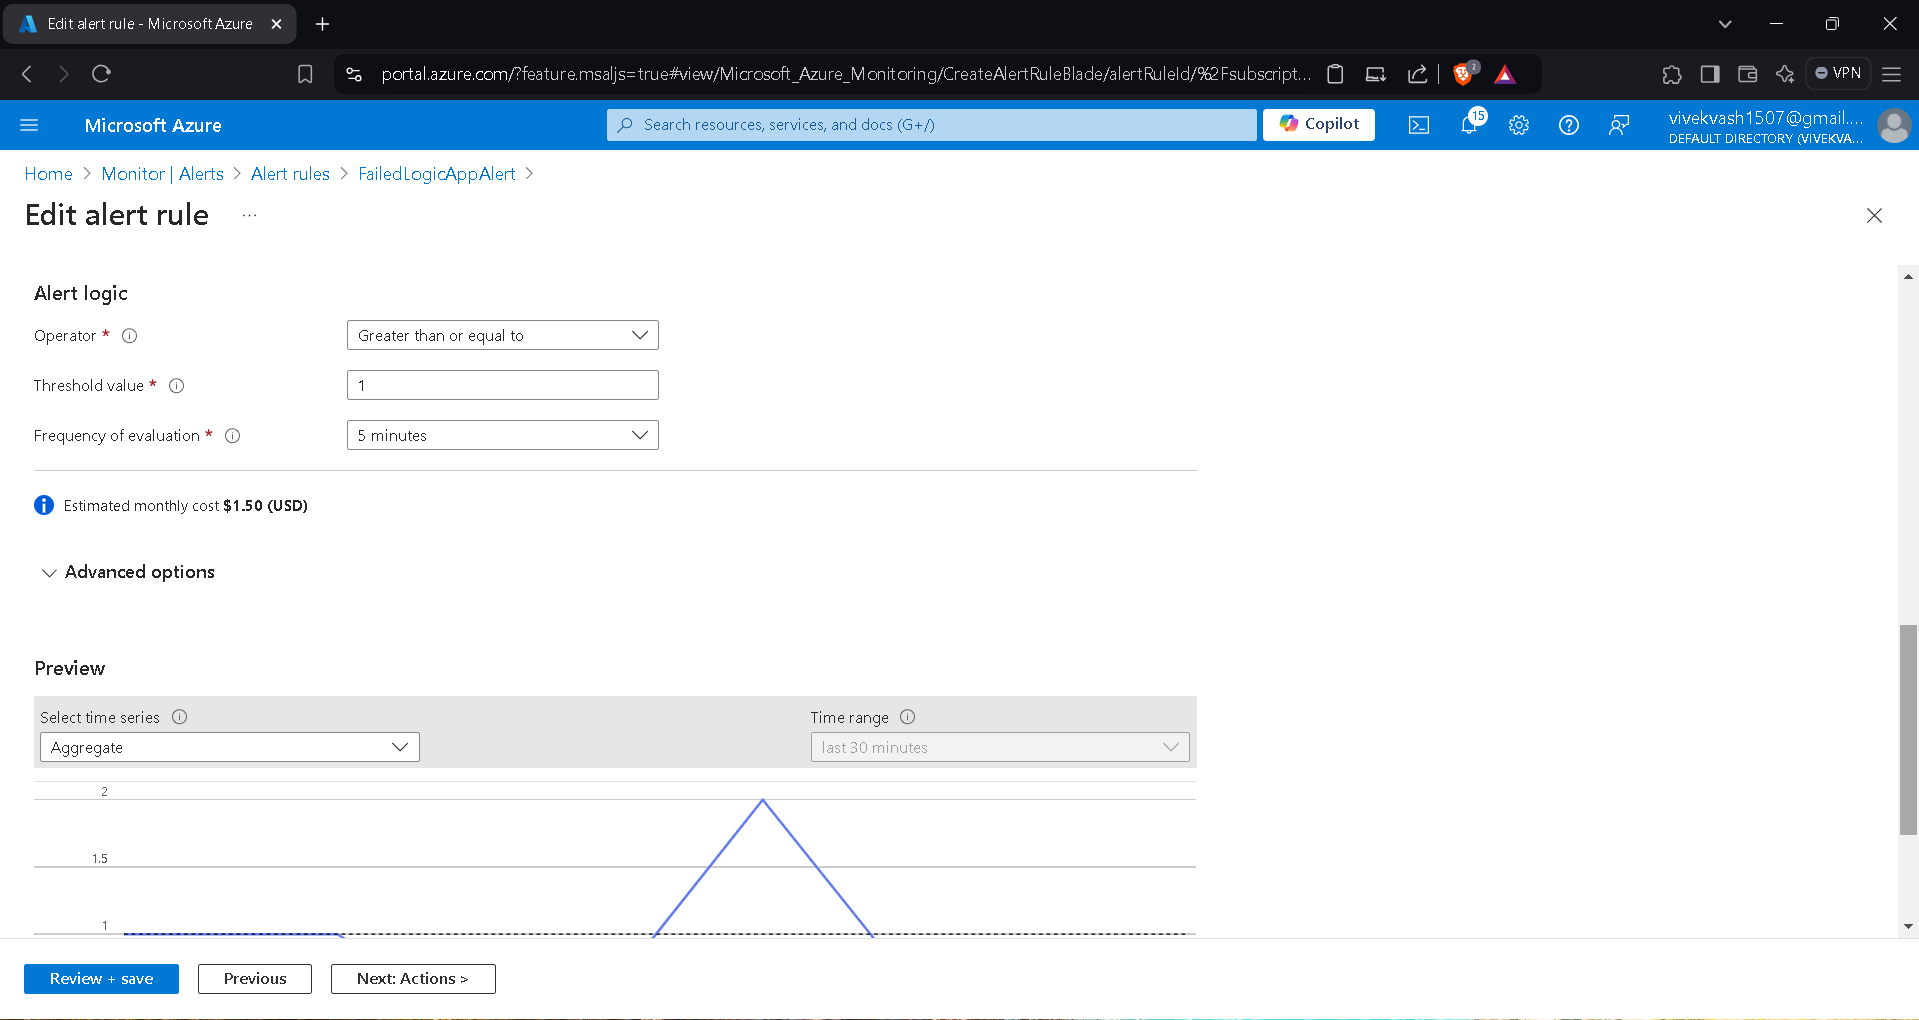 Edit alert rule - Microsoft Azure
portal.azure.com/?feature.msaljs=true#view/Microsoft_Azure_Monitoring/CreateAlertRuleBlade/alertRuleId/%2Fsubscript...
2
VPN
Microsoft Azure
Search resources, services, and docs (G+/)
Copilot
15
vivekvash1507@gmail....
DEFAULT DIRECTORY (VIVEKVA...
Home > Monitor | Alerts > Alert rules > FailedLogicAppAlert >
Edit alert rule ...
Alert logic
Operator *
Greater than or equal to
Threshold value *
1
Frequency of evaluation *
5 minutes
Estimated monthly cost $1.50 (USD)
Advanced options
Preview
Select time series
Time range
Aggregate
last 30 minutes
2
1.5
1
Review + save
Previous
Next: Actions >